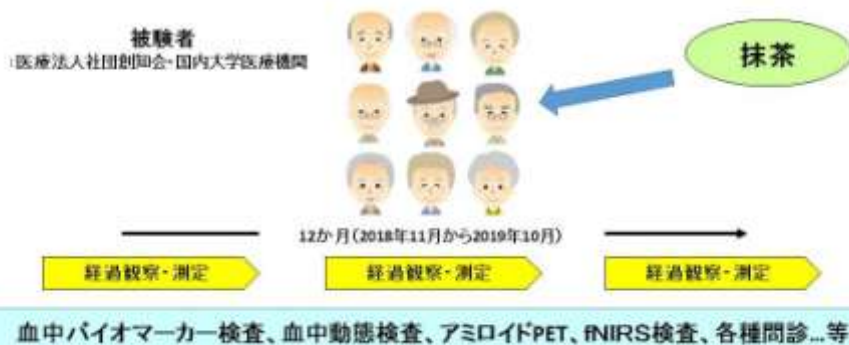 被験者
:医療法人社団創知会・国内大学医療機関
抹茶
12か月(2018年11月から2019年10月)
経過観察・測定
経過観察・測定
経過観察・測定
血中バイオマーカー検査、血中動態検査、アミロイドPET、fNIRS検査、各種問診…等